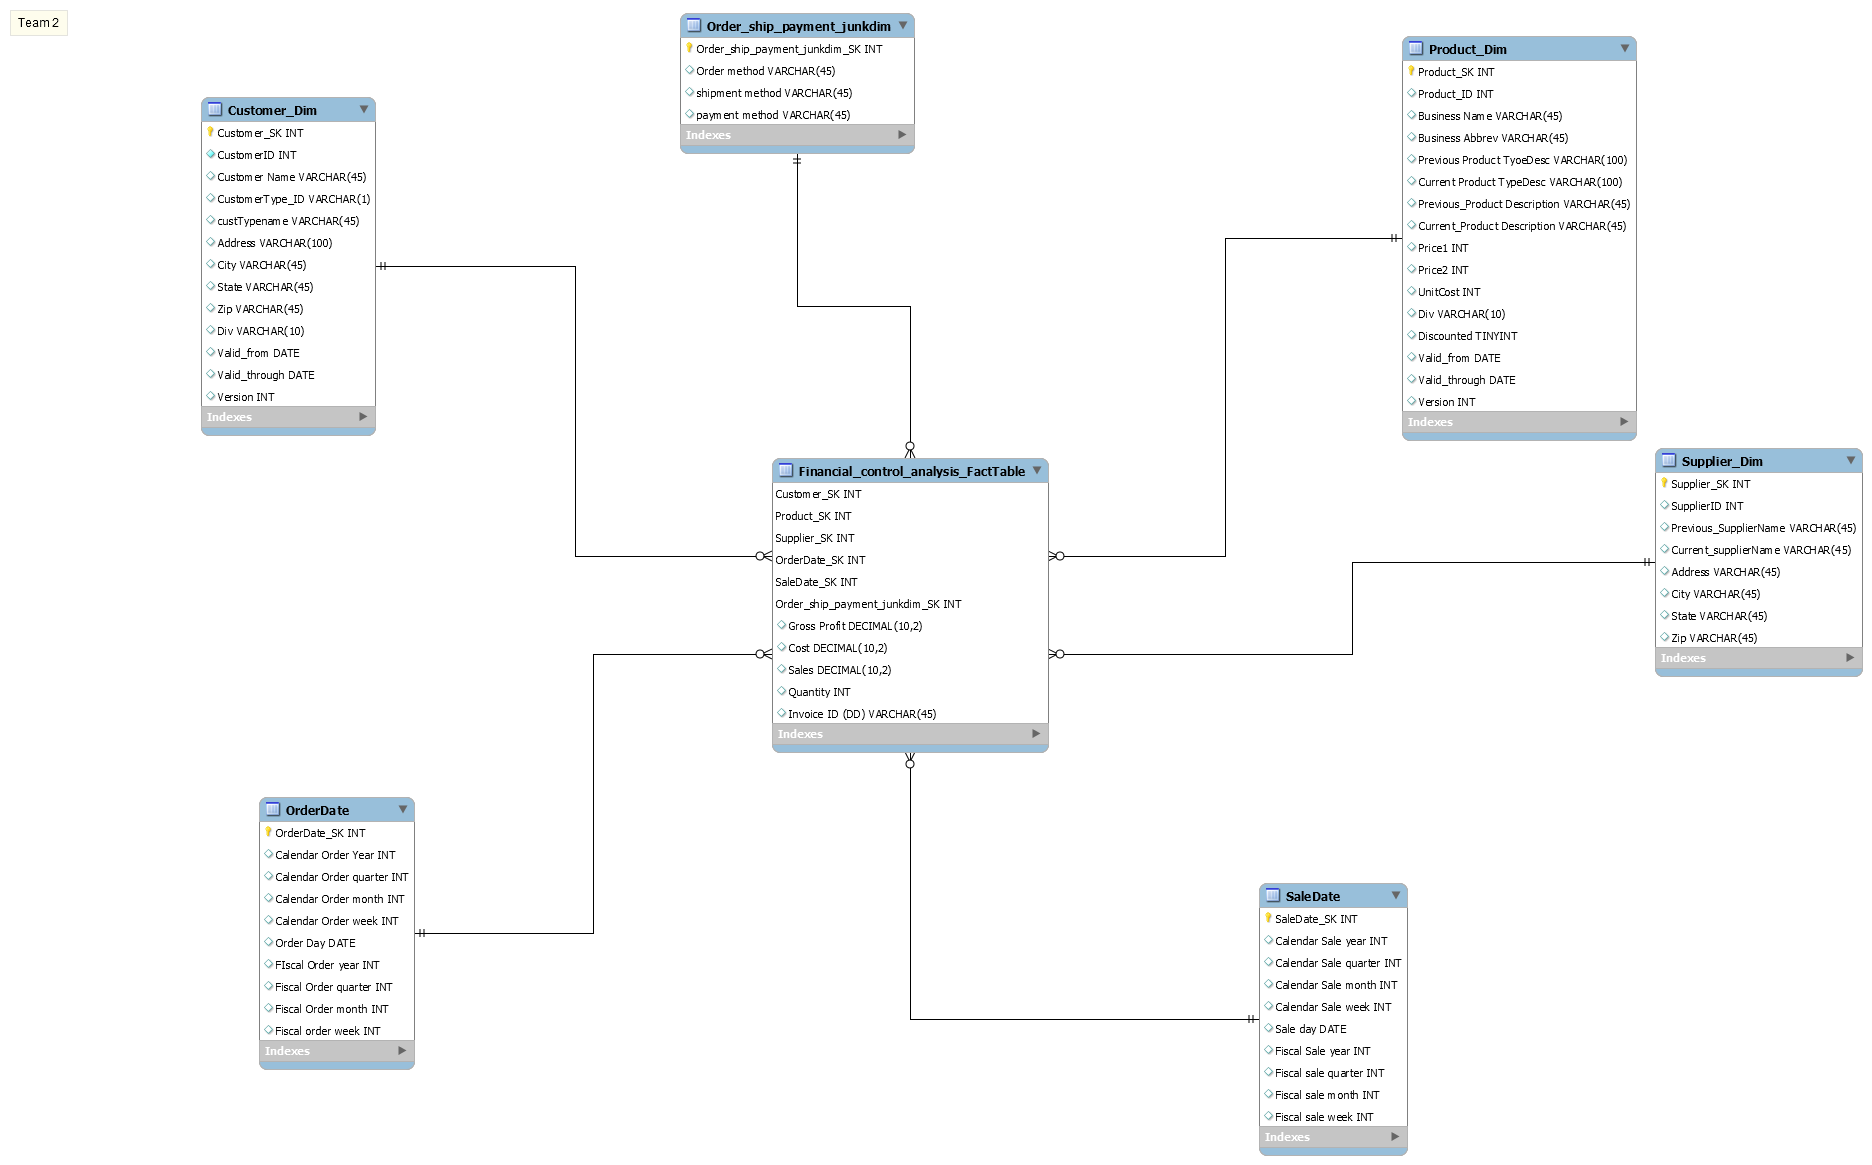 Team 2
Order_ship_payment_junkdim
Order_ship_payment_junkdim_SK INT
Order method VARCHAR(45)
shipment method VARCHAR(45)
payment method VARCHAR(45)
Indexes
Product_Dim
Product_SK INT
Product_ID INT
Business Name VARCHAR(45)
Business Abbrev VARCHAR(45)
Previous Product TyoeDesc VARCHAR(100)
Current Product TypeDesc VARCHAR(100)
Previous_Product Description VARCHAR(45)
Current_Product Description VARCHAR(45)
Price1 INT
Price2 INT
UnitCost INT
Div VARCHAR(10)
Discounted TINYINT
Valid_from DATE
Valid_through DATE
Version INT
Indexes
Customer_Dim
Customer_SK INT
CustomerID INT
Customer Name VARCHAR(45)
CustomerType_ID VARCHAR(1)
custTypename VARCHAR(45)
Address VARCHAR(100)
City VARCHAR(45)
State VARCHAR(45)
Zip VARCHAR(45)
Div VARCHAR(10)
Valid_from DATE
Valid_through DATE
Version INT
Indexes
Supplier_Dim
Supplier_SK INT
SupplierID INT
Previous_SupplierName VARCHAR(45)
Current_supplierName VARCHAR(45)
Address VARCHAR(45)
City VARCHAR(45)
State VARCHAR(45)
Zip VARCHAR(45)
Indexes
Financial_control_analysis_FactTable
Customer_SK INT
Product_SK INT
Supplier_SK INT
OrderDate_SK INT
SaleDate_SK INT
Order_ship_payment_junkdim_SK INT
Gross Profit DECIMAL(10,2)
Cost DECIMAL(10,2)
Sales DECIMAL(10,2)
Quantity INT
Invoice ID (DD) VARCHAR(45)
Indexes
OrderDate
OrderDate_SK INT
Calendar Order Year INT
Calendar Order quarter INT
Calendar Order month INT
Calendar Order week INT
Order Day DATE
FIscal Order year INT
Fiscal Order quarter INT
Fiscal Order month INT
Fiscal order week INT
Indexes
SaleDate
SaleDate_SK INT
Calendar Sale year INT
Calendar Sale quarter INT
Calendar Sale month INT
Calendar Sale week INT
Sale day DATE
Fiscal Sale year INT
Fiscal sale quarter INT
Fiscal sale month INT
Fiscal sale week INT
Indexes